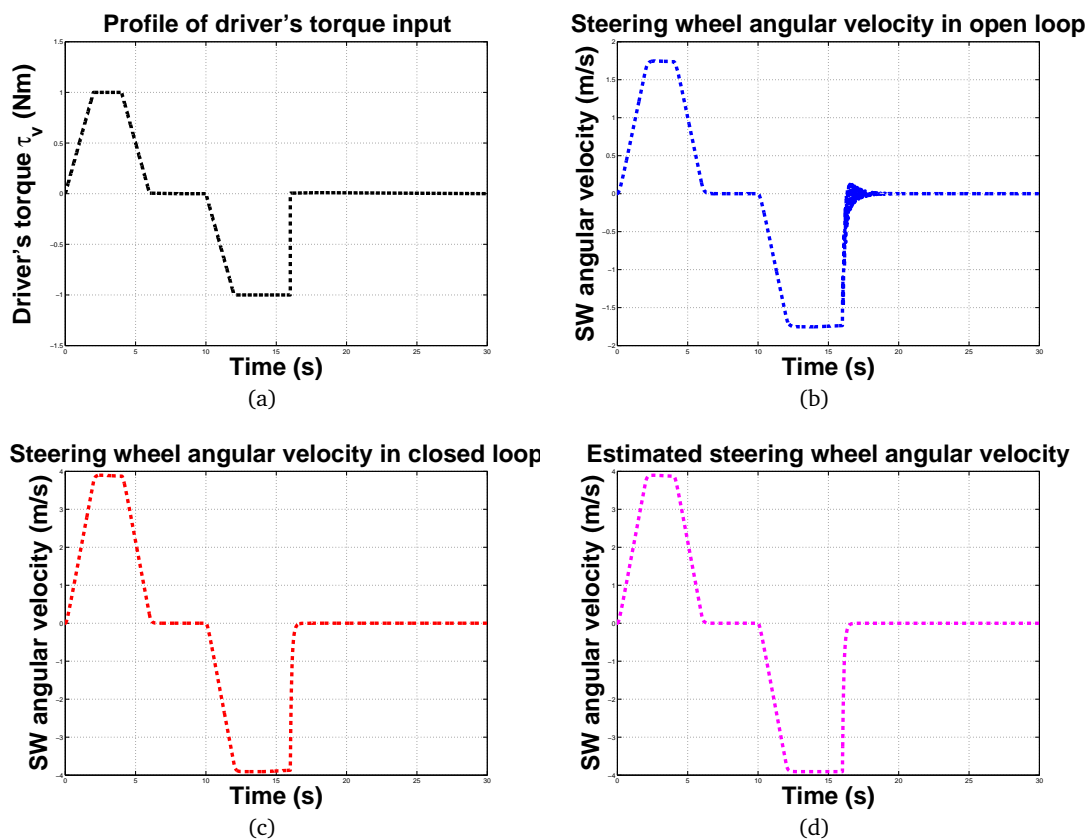 Profile of driver's torque input
Driver's torque τ_v (Nm)
1.5
1
0.5
0
−0.5
−1
−1.5
0 5 10 15 20 25 30
Time (s)
(a)
Steering wheel angular velocity in open loop
SW angular velocity (m/s)
2
1.5
1
0.5
0
−0.5
−1
−1.5
−2
0 5 10 15 20 25 30
Time (s)
(b)
Steering wheel angular velocity in closed loop
SW angular velocity (m/s)
4
3
2
1
0
−1
−2
−3
−4
0 5 10 15 20 25 30
Time (s)
(c)
Estimated steering wheel angular velocity
SW angular velocity (m/s)
4
3
2
1
0
−1
−2
−3
−4
0 5 10 15 20 25 30
Time (s)
(d)